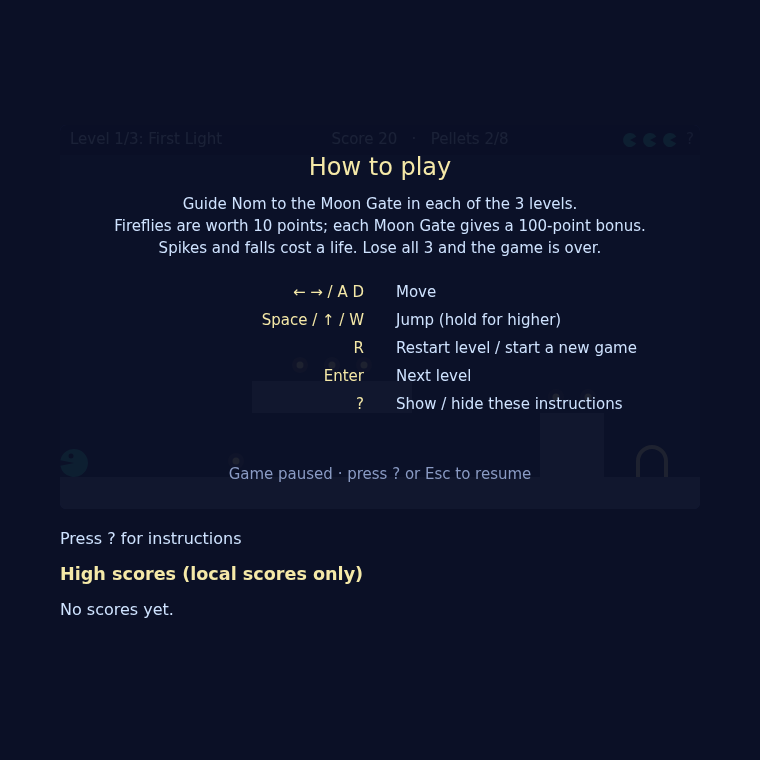 Level 1/3: First Light Score 20 · Pellets 2/8 ?
How to play
Guide Nom to the Moon Gate in each of the 3 levels.
Fireflies are worth 10 points; each Moon Gate gives a 100-point bonus.
Spikes and falls cost a life. Lose all 3 and the game is over.
← → / A D Move
Space / ↑ / W Jump (hold for higher)
R Restart level / start a new game
Enter Next level
? Show / hide these instructions
Game paused · press ? or Esc to resume
Press ? for instructions
High scores (local scores only)
No scores yet.